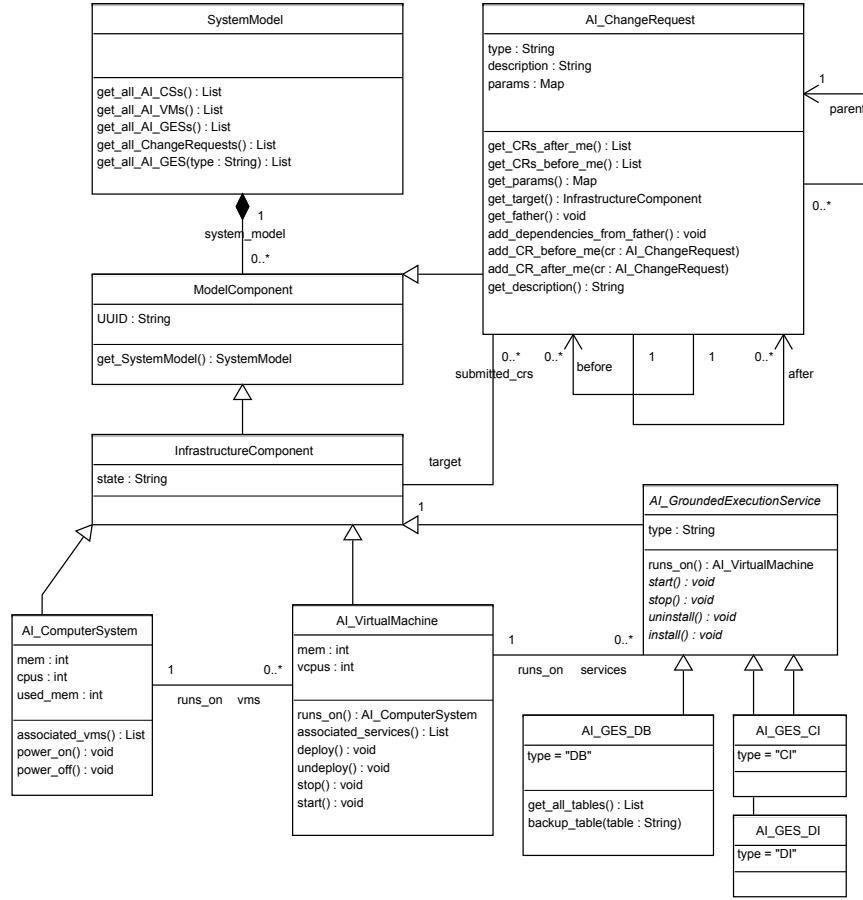 SystemModel
get_all_AI_CSs() : List
get_all_AI_VMs() : List
get_all_AI_GESs() : List
get_all_ChangeRequests() : List
get_all_AI_GES(type : String) : List
AI_ChangeRequest
type : String
description : String
params : Map
get_CRs_after_me() : List
get_CRs_before_me() : List
get_params() : Map
get_target() : InfrastructureComponent
get_father() : void
add_dependencies_from_father() : void
add_CR_before_me(cr : AI_ChangeRequest)
add_CR_after_me(cr : AI_ChangeRequest)
get_description() : String
1
parent
0..*
1
system_model
0..*
ModelComponent
UUID : String
get_SystemModel() : SystemModel
0..*
submitted_crs
0..*
before
1
1
0..*
after
InfrastructureComponent
state : String
target
1
AI_GroundedExecutionService
type : String
runs_on() : AI_VirtualMachine
start() : void
stop() : void
uninstall() : void
install() : void
AI_ComputerSystem
mem : int
cpus : int
used_mem : int
associated_vms() : List
power_on() : void
power_off() : void
1
0..*
runs_on vms
AI_VirtualMachine
mem : int
vcpus : int
runs_on() : AI_ComputerSystem
associated_services() : List
deploy() : void
undeploy() : void
stop() : void
start() : void
1
0..*
runs_on services
AI_GES_DB
type = "DB"
get_all_tables() : List
backup_table(table : String)
AI_GES_CI
type = "CI"
AI_GES_DI
type = "DI"